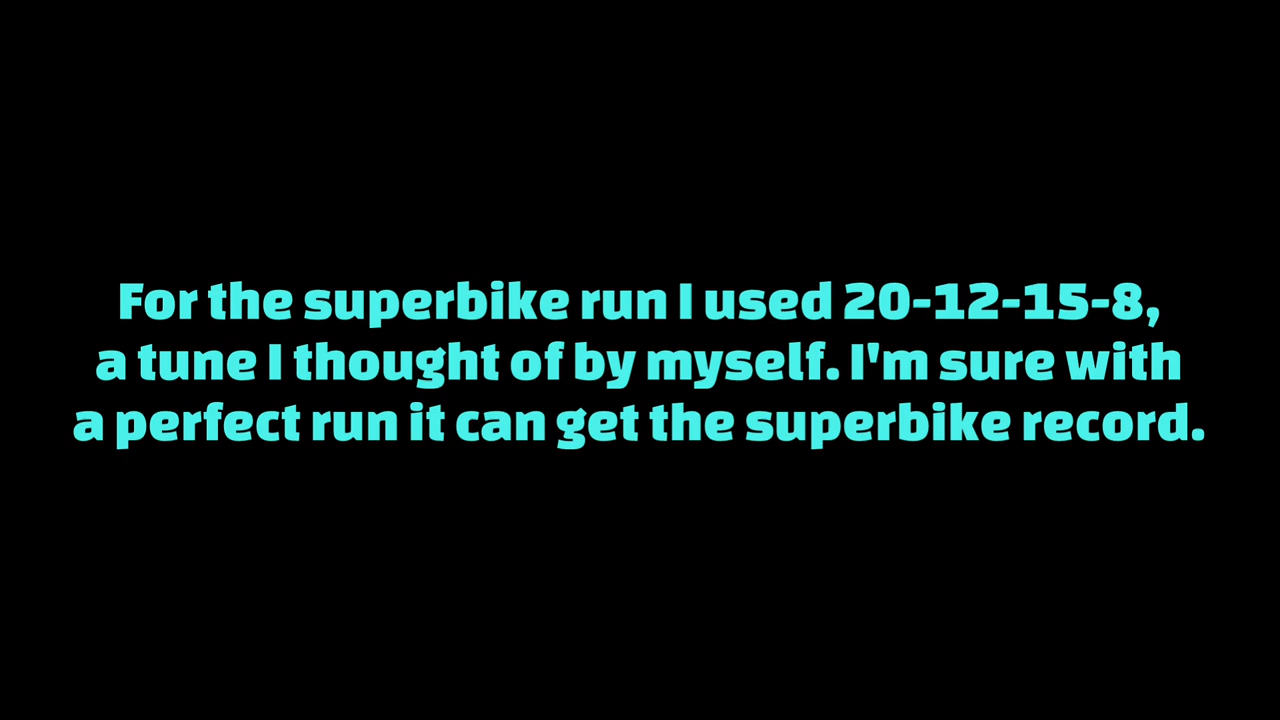 For the superbike run I used 20-12-15-8,
a tune I thought of by myself. I'm sure with
a perfect run it can get the superbike record.